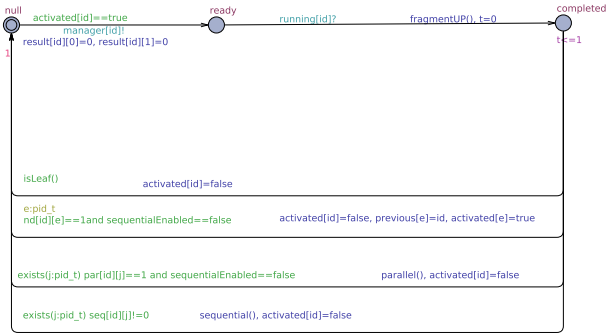 null
ready
completed
activated[id]==true
manager[id]!
result[id][0]=0, result[id][1]=0
running[id]?
fragmentUP(), t=0
1
t<=1
isLeaf()
activated[id]=false
e:pid_t
nd[id][e]==1and sequentialEnabled==false
activated[id]=false, previous[e]=id, activated[e]=true
exists(j:pid_t) par[id][j]==1 and sequentialEnabled==false
parallel(), activated[id]=false
exists(j:pid_t) seq[id][j]!=0
sequential(), activated[id]=false